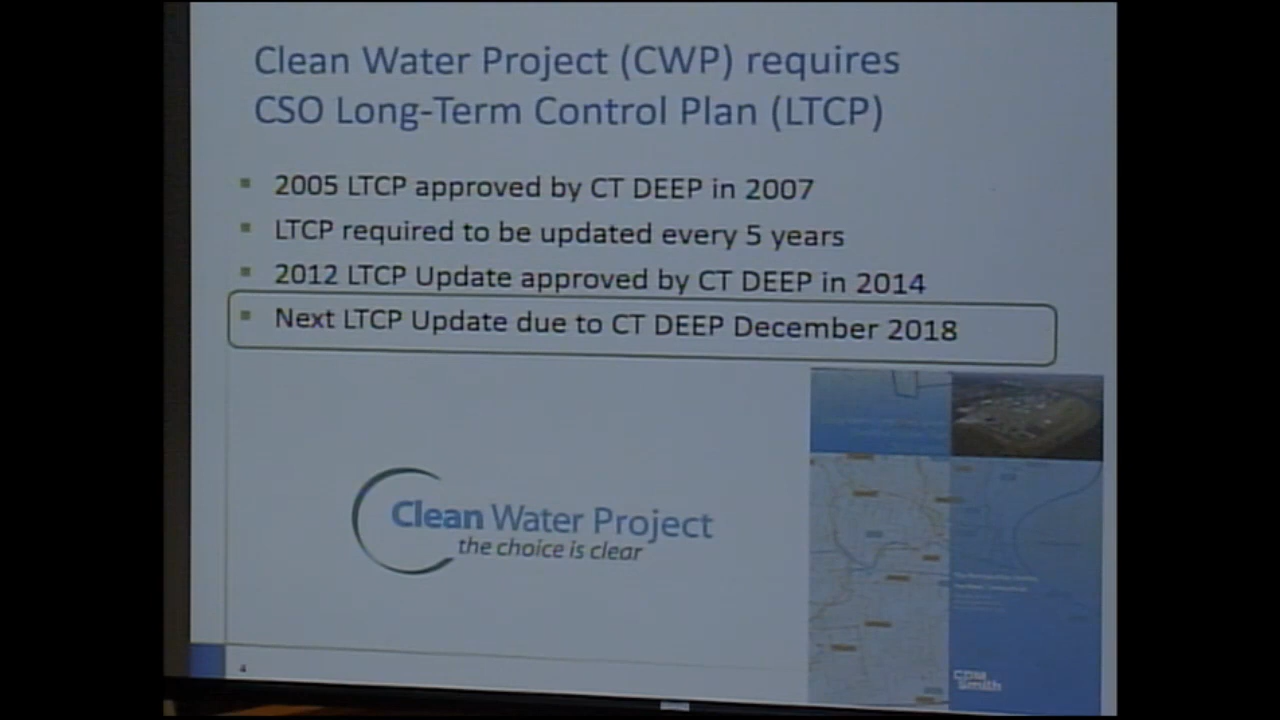 Clean Water Project (CWP) requires
CSO Long-Term Control Plan (LTCP)
2005 LTCP approved by CT DEEP in 2007
LTCP required to be updated every 5 years
2012 LTCP Update approved by CT DEEP in 2014
Next LTCP Update due to CT DEEP December 2018
Clean Water Project
the choice is clear
CDM
Smith
4